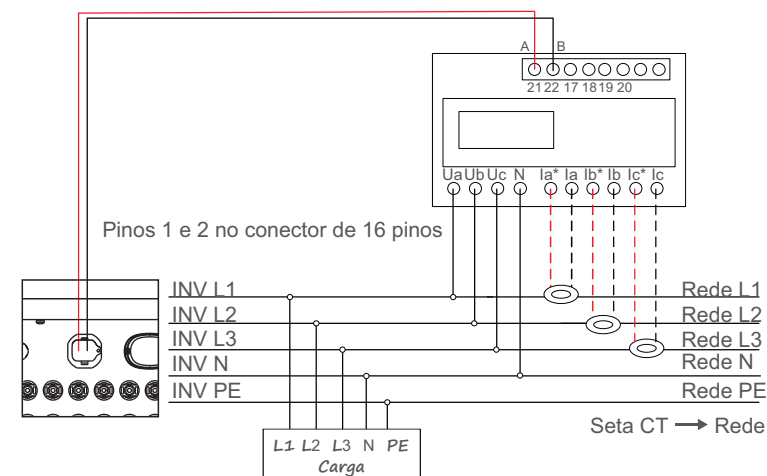 A B
21 22 17 18 19 20
Ua Ub Uc N Ia* Ia Ib* Ib Ic* Ic
Pinos 1 e 2 no conector de 16 pinos
INV L1 Rede L1
INV L2 Rede L2
INV L3 Rede L3
INV N Rede N
INV PE Rede PE
Seta CT → Rede
L1 L2 L3 N PE
Carga